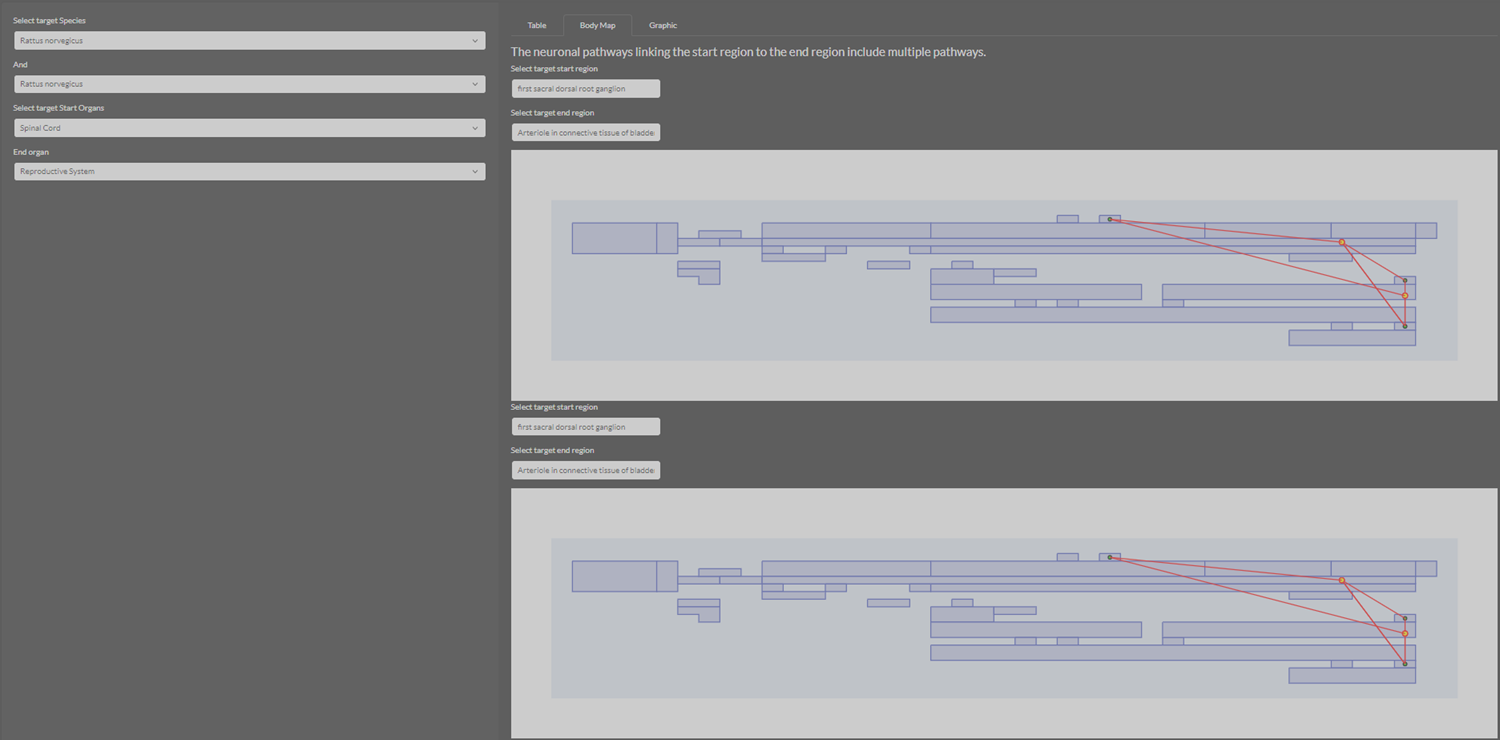 Select target Species
Rattus norvegicus
And
Rattus norvegicus
Select target Start Organs
Spinal Cord
End organ
Reproductive System
Table
Body Map
Graphic
The neuronal pathways linking the start region to the end region include multiple pathways.
Select target start region
first sacral dorsal root ganglion
Select target end region
Arteriole in connective tissue of bladde
Select target start region
first sacral dorsal root ganglion
Select target end region
Arteriole in connective tissue of bladde